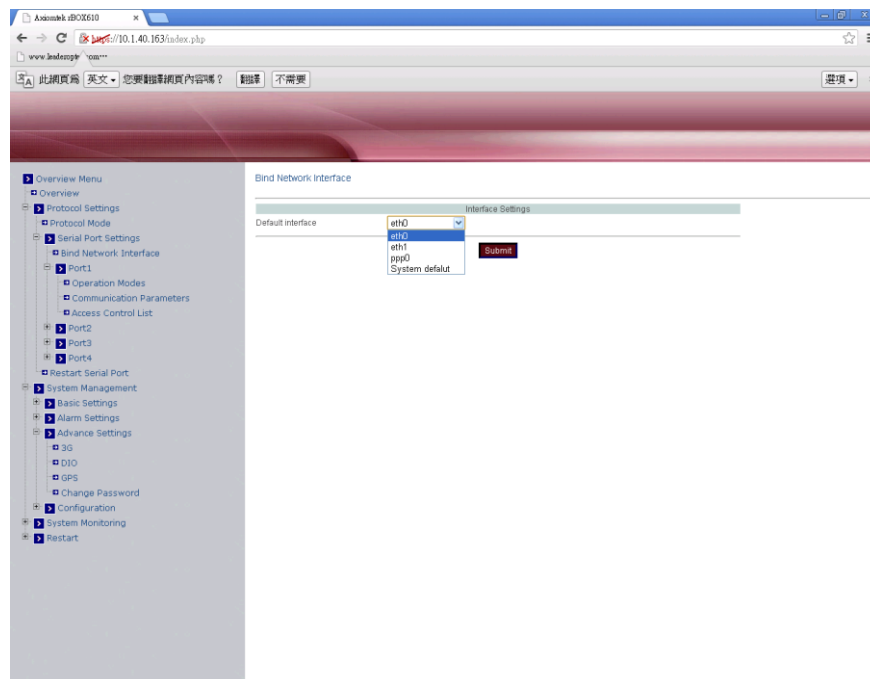 Axiomtek rBOX610
https://10.1.40.163/index.php
此網頁為 英文 您要翻譯網頁內容嗎？ 翻譯 不需要 選項
Overview Menu
Overview
Protocol Settings
Protocol Mode
Serial Port Settings
Bind Network Interface
Port1
Operation Modes
Communication Parameters
Access Control List
Port2
Port3
Port4
Restart Serial Port
System Management
Basic Settings
Alarm Settings
Advance Settings
3G
DIO
GPS
Change Password
Configuration
System Monitoring
Restart
Bind Network Interface
Interface Settings
Default interface eth0
eth0
eth1
ppp0
System defalut
Submit